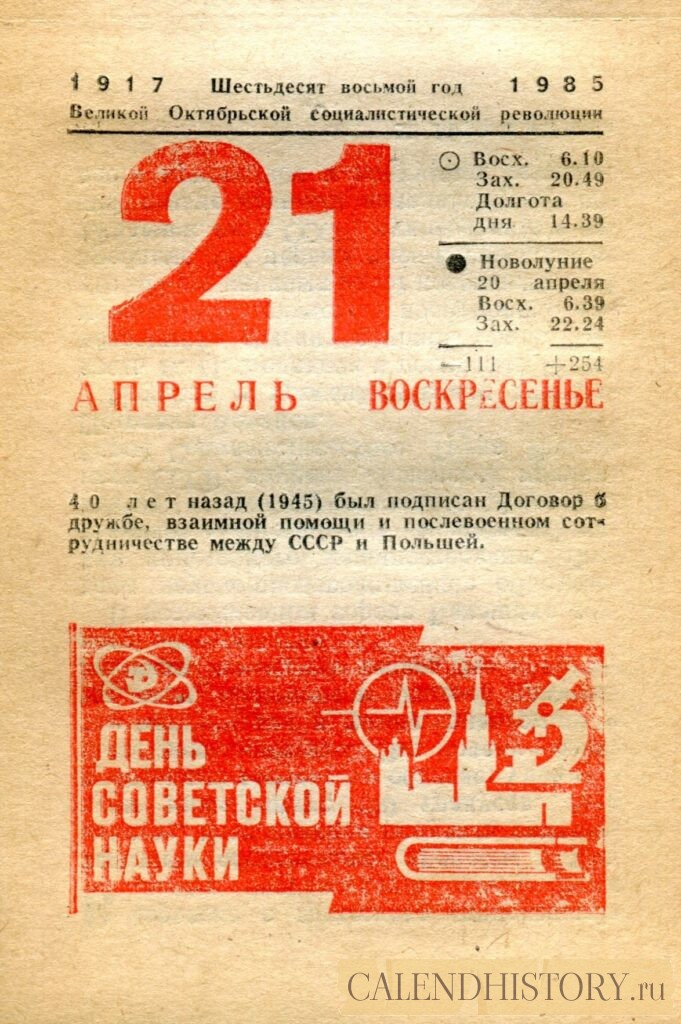 1917 Шестьдесят восьмой год 1985
Великой Октябрьской социалистической революции
21
Восх. 6.10
Зах. 20.49
Долгота
дня 14.39
Новолуние
20 апреля
Восх. 6.39
Зах. 22.24
—111 +254
АПРЕЛЬ ВОСКРЕСЕНЬЕ
40 лет назад (1945) был подписан Договор о
дружбе, взаимной помощи и послевоенном сот-
рудничестве между СССР и Польшей.
ДЕНЬ
СОВЕТСКОЙ
НАУКИ
CALENDHISTORY.ru